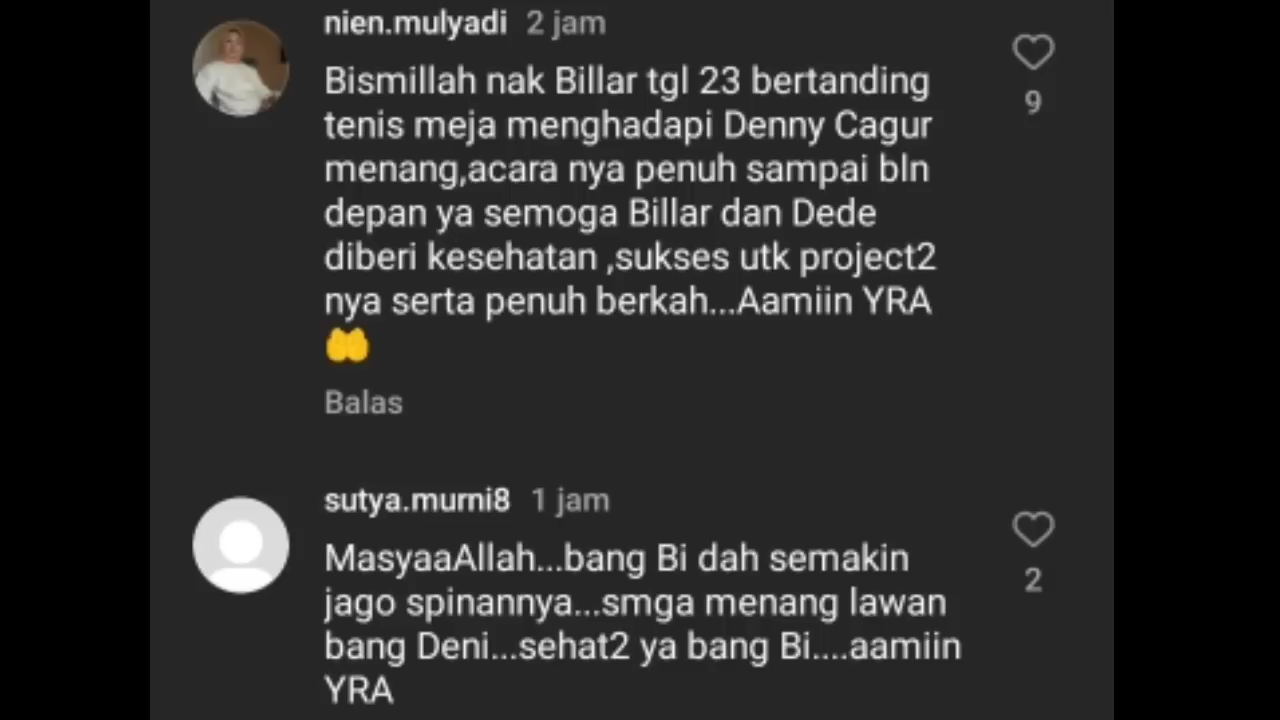 nien.mulyadi 2 jam
Bismillah nak Billar tgl 23 bertanding
tenis meja menghadapi Denny Cagur
menang,acara nya penuh sampai bln
depan ya semoga Billar dan Dede
diberi kesehatan ,sukses utk project2
nya serta penuh berkah...Aamiin YRA
🤲
9
Balas
sutya.murni8 1 jam
MasyaaAllah...bang Bi dah semakin
jago spinannya...smga menang lawan
bang Deni...sehat2 ya bang Bi....aamiin
YRA
2